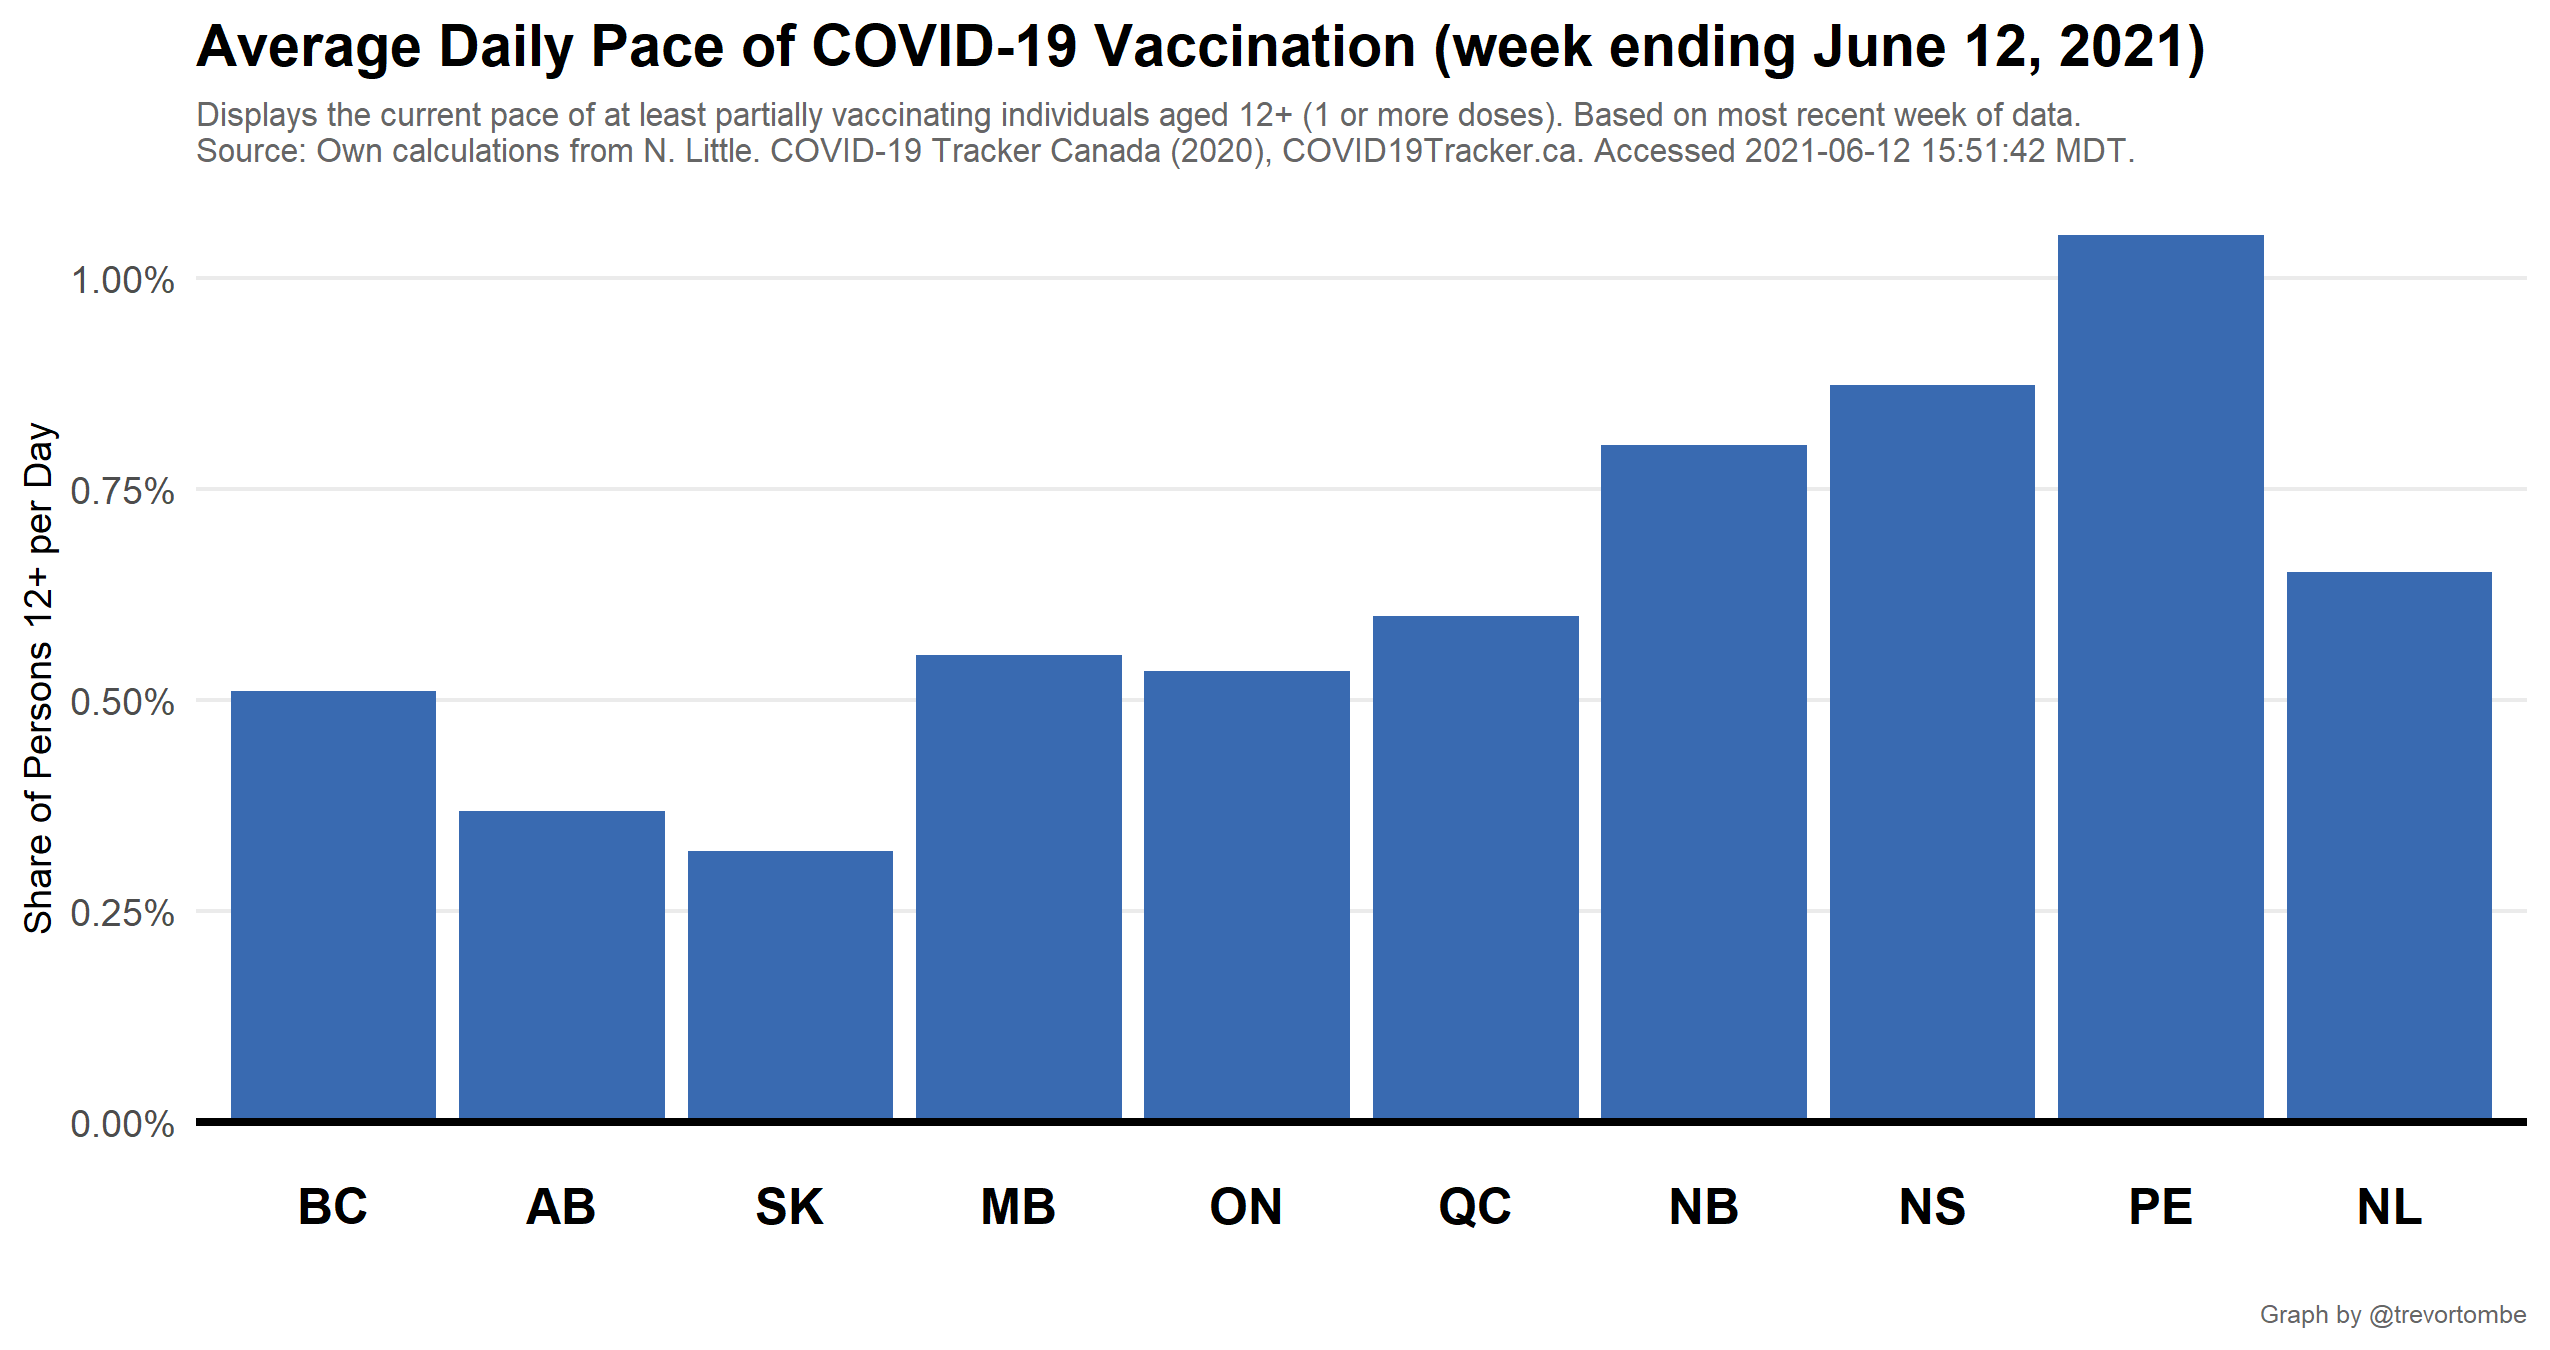 Average Daily Pace of COVID-19 Vaccination (week ending June 12, 2021)
Displays the current pace of at least partially vaccinating individuals aged 12+ (1 or more doses). Based on most recent week of data.
Source: Own calculations from N. Little. COVID-19 Tracker Canada (2020), COVID19Tracker.ca. Accessed 2021-06-12 15:51:42 MDT.
Share of Persons 12+ per Day
1.00%
0.75%
0.50%
0.25%
0.00%
BC AB SK MB ON QC NB NS PE NL
Graph by @trevortombe